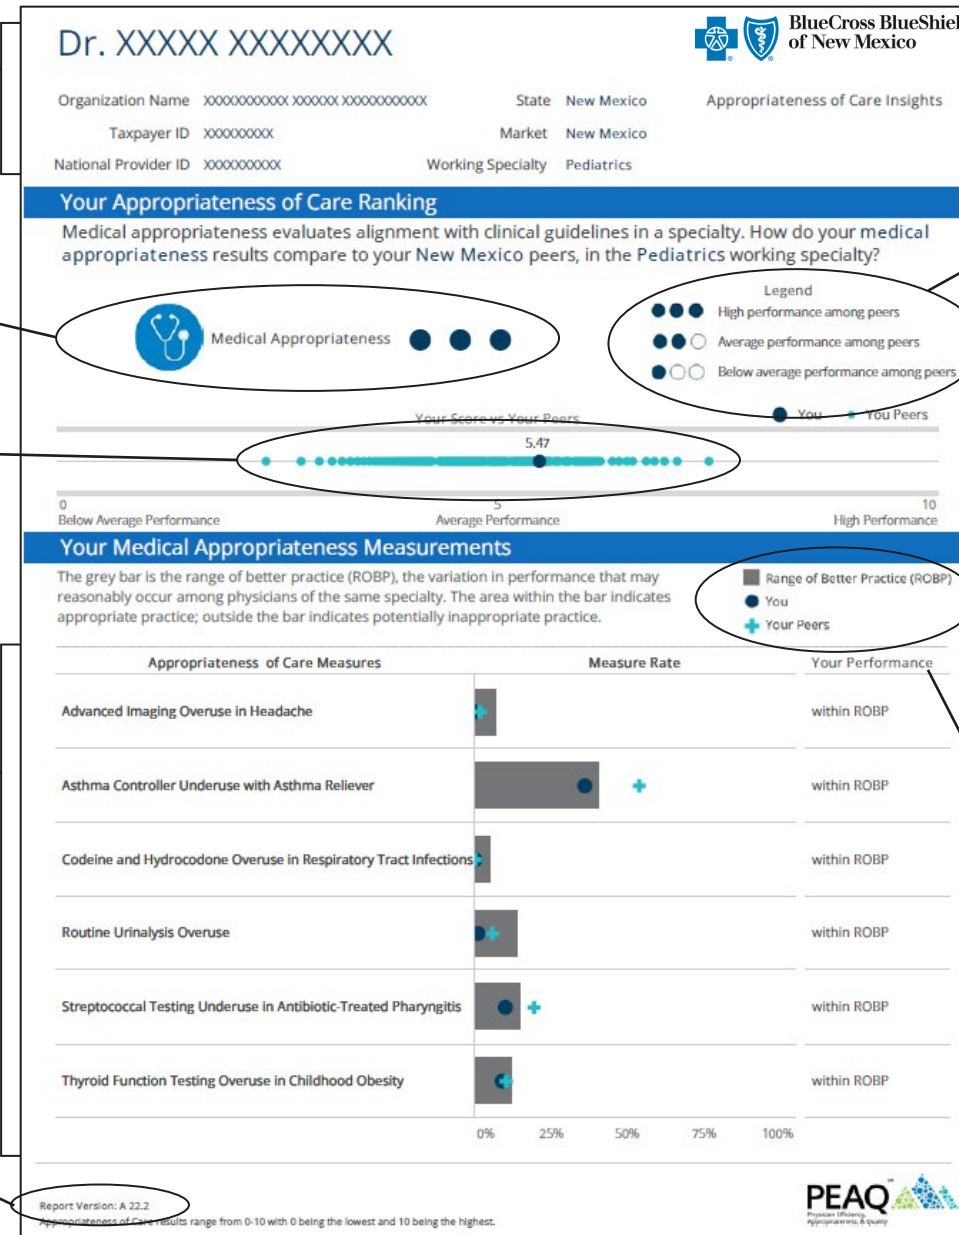 Dr. XXXXX XXXXXXXX
BlueCross BlueShiel
of New Mexico
Organization Name XXXXXXXXXXX XXXXXX XXXXXXXXXXXX State New Mexico Appropriateness of Care Insights
Taxpayer ID XXXXXXXXX Market New Mexico
National Provider ID XXXXXXXXXX Working Specialty Pediatrics
Your Appropriateness of Care Ranking
Medical appropriateness evaluates alignment with clinical guidelines in a specialty. How do your medical
appropriateness results compare to your New Mexico peers, in the Pediatrics working specialty?
Legend
High performance among peers
Medical Appropriateness
Average performance among peers
Below average performance among peers
Your Score vs Your Peers
You You Peers
5.47
0 5 10
Below Average Performance Average Performance High Performance
Your Medical Appropriateness Measurements
The grey bar is the range of better practice (ROBP), the variation in performance that may
reasonably occur among physicians of the same specialty. The area within the bar indicates
appropriate practice; outside the bar indicates potentially inappropriate practice.
Range of Better Practice (ROBP)
You
Your Peers
Appropriateness of Care Measures Measure Rate Your Performance
Advanced Imaging Overuse in Headache within ROBP
Asthma Controller Underuse with Asthma Reliever within ROBP
Codeine and Hydrocodone Overuse in Respiratory Tract Infections within ROBP
Routine Urinalysis Overuse within ROBP
Streptococcal Testing Underuse in Antibiotic-Treated Pharyngitis within ROBP
Thyroid Function Testing Overuse in Childhood Obesity within ROBP
0% 25% 50% 75% 100%
Report Version: A 22.2
Appropriateness of Care results range from 0-10 with 0 being the lowest and 10 being the highest.
PEAQ
Physician Efficiency,
Appropriateness, & Quality